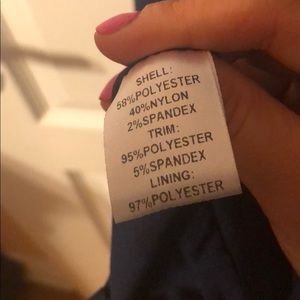 SHELL:
58%POLYESTER
40%NYLON
2%SPANDEX
TRIM:
95%POLYESTER
5%SPANDEX
LINING:
97%POLYESTER